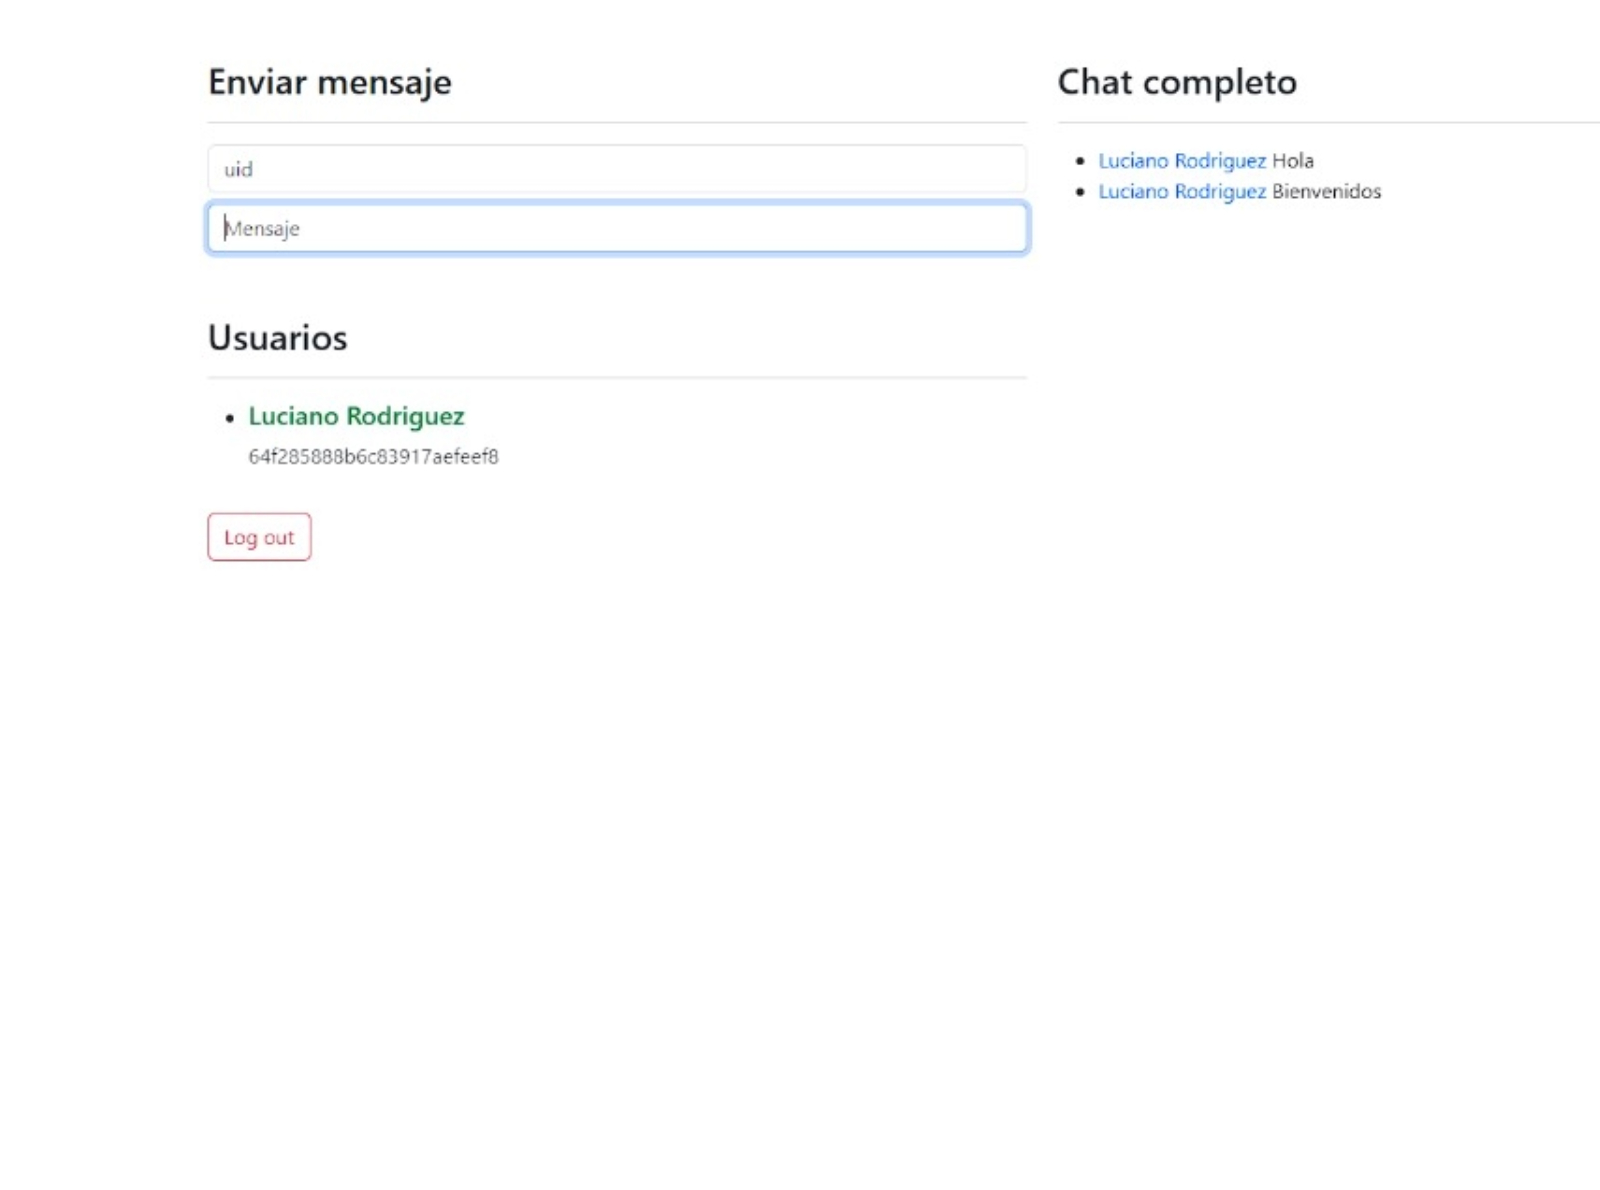 Enviar mensaje
uid
Mensaje
Usuarios
Luciano Rodriguez
64f285888b6c83917aefeef8
Log out
Chat completo
Luciano Rodriguez Hola
Luciano Rodriguez Bienvenidos